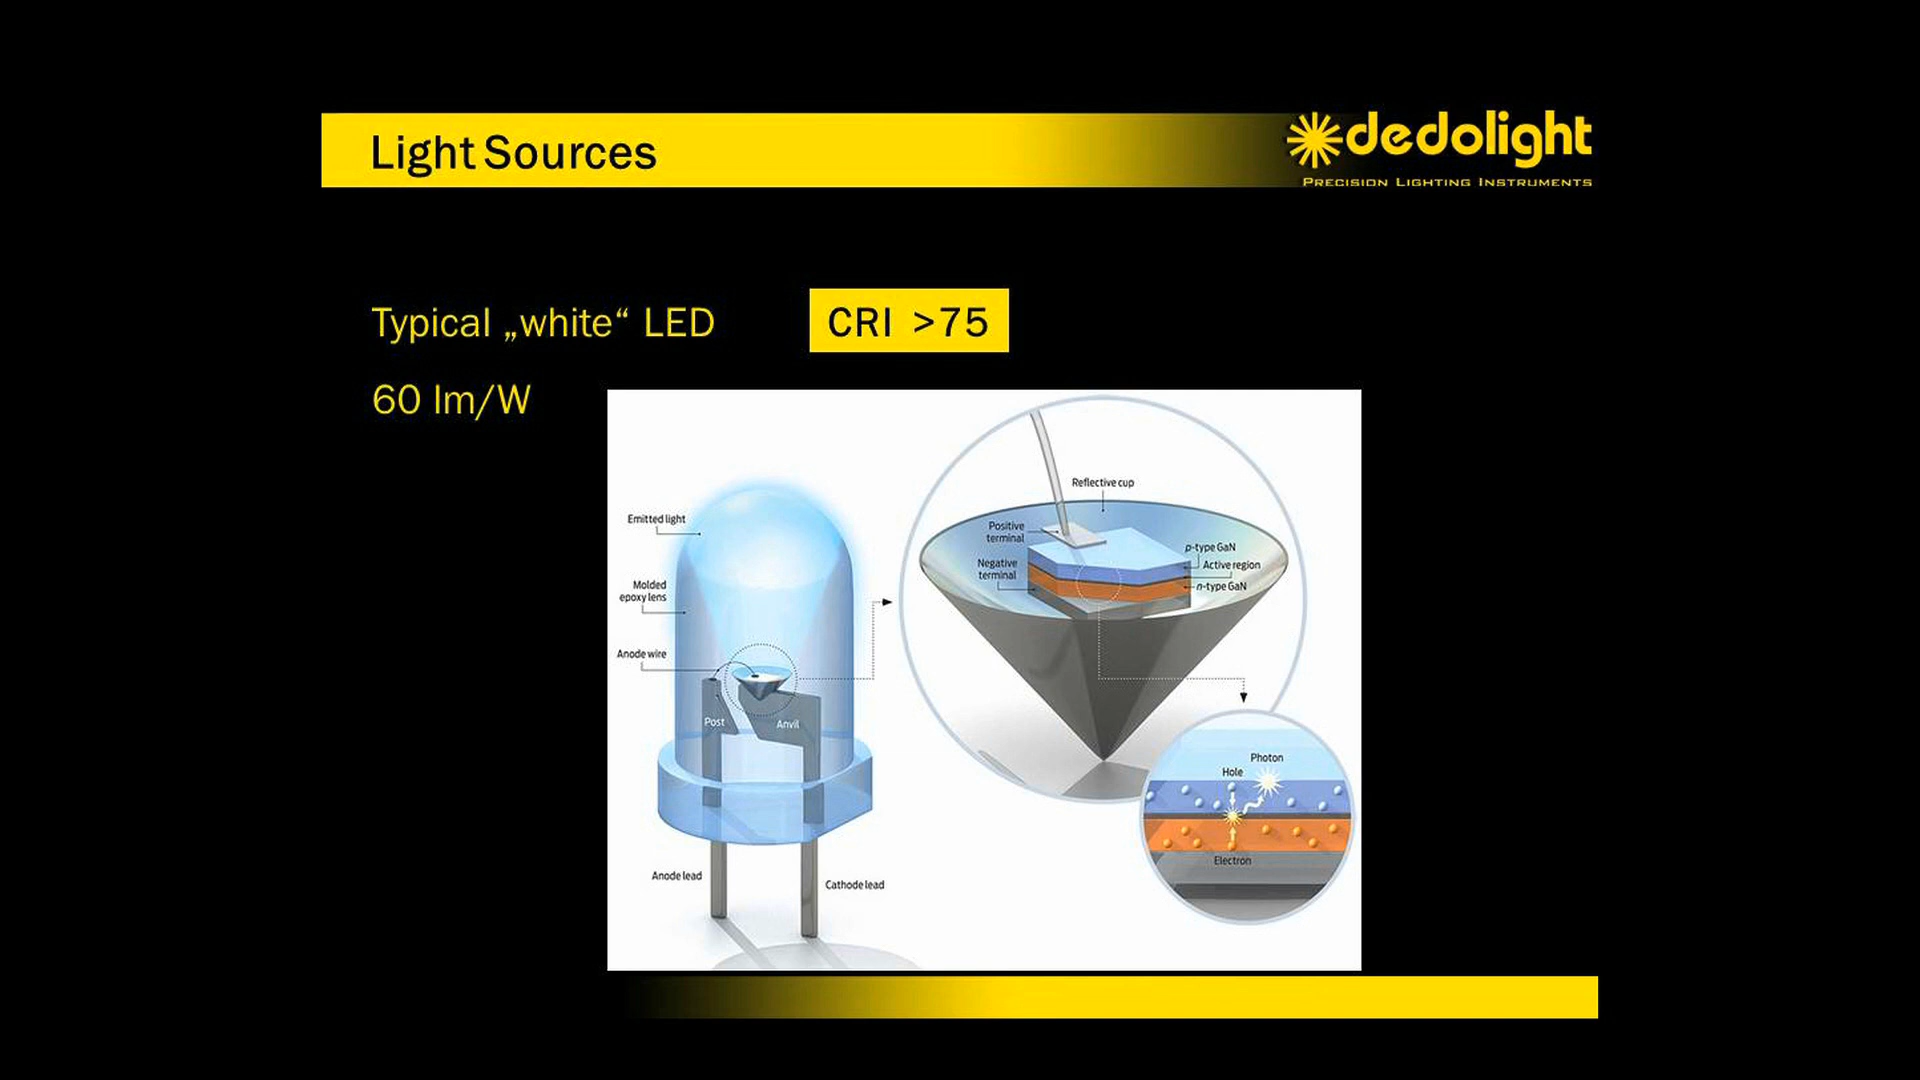 Light Sources
dedolight
PRECISION LIGHTING INSTRUMENTS
Typical „white“ LED
CRI >75
60 lm/W
Emitted light
Molded
epoxy lens
Anode wire
Post
Anvil
Anode lead
Cathode lead
Reflective cup
Positive
terminal
Negative
terminal
p-type GaN
Active region
n-type GaN
Photon
Hole
Electron